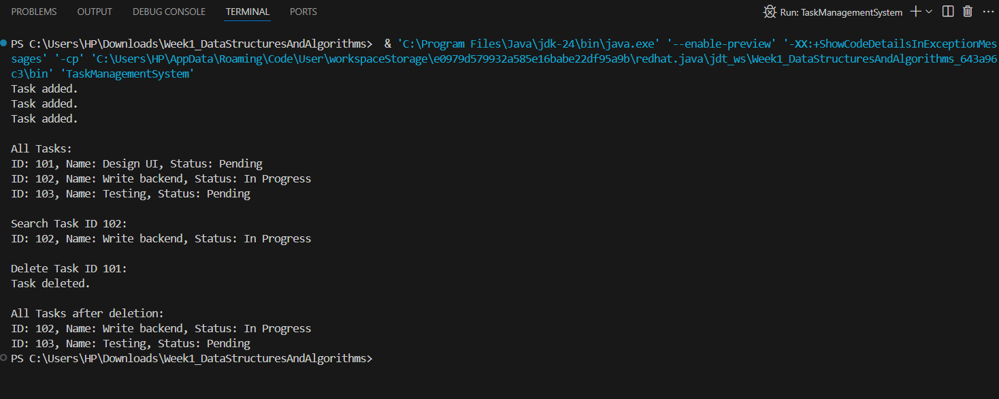 PROBLEMS OUTPUT DEBUG CONSOLE TERMINAL PORTS Run: TaskManagementSystem
PS C:\Users\HP\Downloads\Week1_DataStructuresAndAlgorithms>  & 'C:\Program Files\Java\jdk-24\bin\java.exe' '--enable-preview' '-XX:+ShowCodeDetailsInExceptionMes
sages' '-cp' 'C:\Users\HP\AppData\Roaming\Code\User\workspaceStorage\e0979d579932a585e16babe22df95a9b\redhat.java\jdt_ws\Week1_DataStructuresAndAlgorithms_643a96
c3\bin' 'TaskManagementSystem'
Task added.
Task added.
Task added.
All Tasks:
ID: 101, Name: Design UI, Status: Pending
ID: 102, Name: Write backend, Status: In Progress
ID: 103, Name: Testing, Status: Pending
Search Task ID 102:
ID: 102, Name: Write backend, Status: In Progress
Delete Task ID 101:
Task deleted.
All Tasks after deletion:
ID: 102, Name: Write backend, Status: In Progress
ID: 103, Name: Testing, Status: Pending
PS C:\Users\HP\Downloads\Week1_DataStructuresAndAlgorithms>